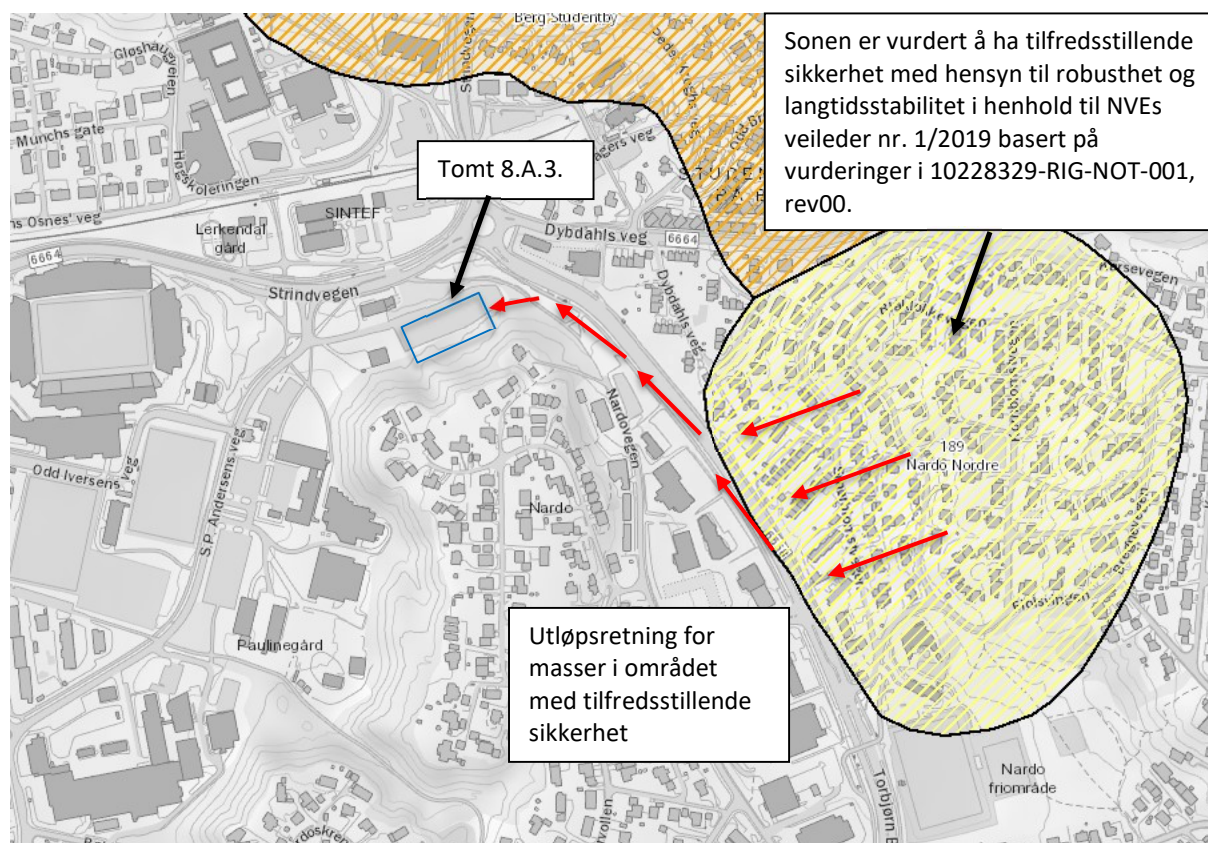 Berg Studentby
Sonen er vurdert å ha tilfredsstillende
sikkerhet med hensyn til robusthet og
langtidsstabilitet i henhold til NVEs
veileder nr. 1/2019 basert på
vurderinger i 10228329-RIG-NOT-001,
rev00.
Munchs gate
Høgskoleringen
Tomt 8.A.3.
SINTEF
Lerkendal
gård
6664
Strindvegen
Dybdahls veg
6664
Dybdahls veg
189
Nardo Nordre
Nardovegen
Odd Iversens veg
S.P. Andersens veg
Nardo
Paulinegård
Utløpsretning for
masser i området
med tilfredsstillende
sikkerhet
Nardo
friområde